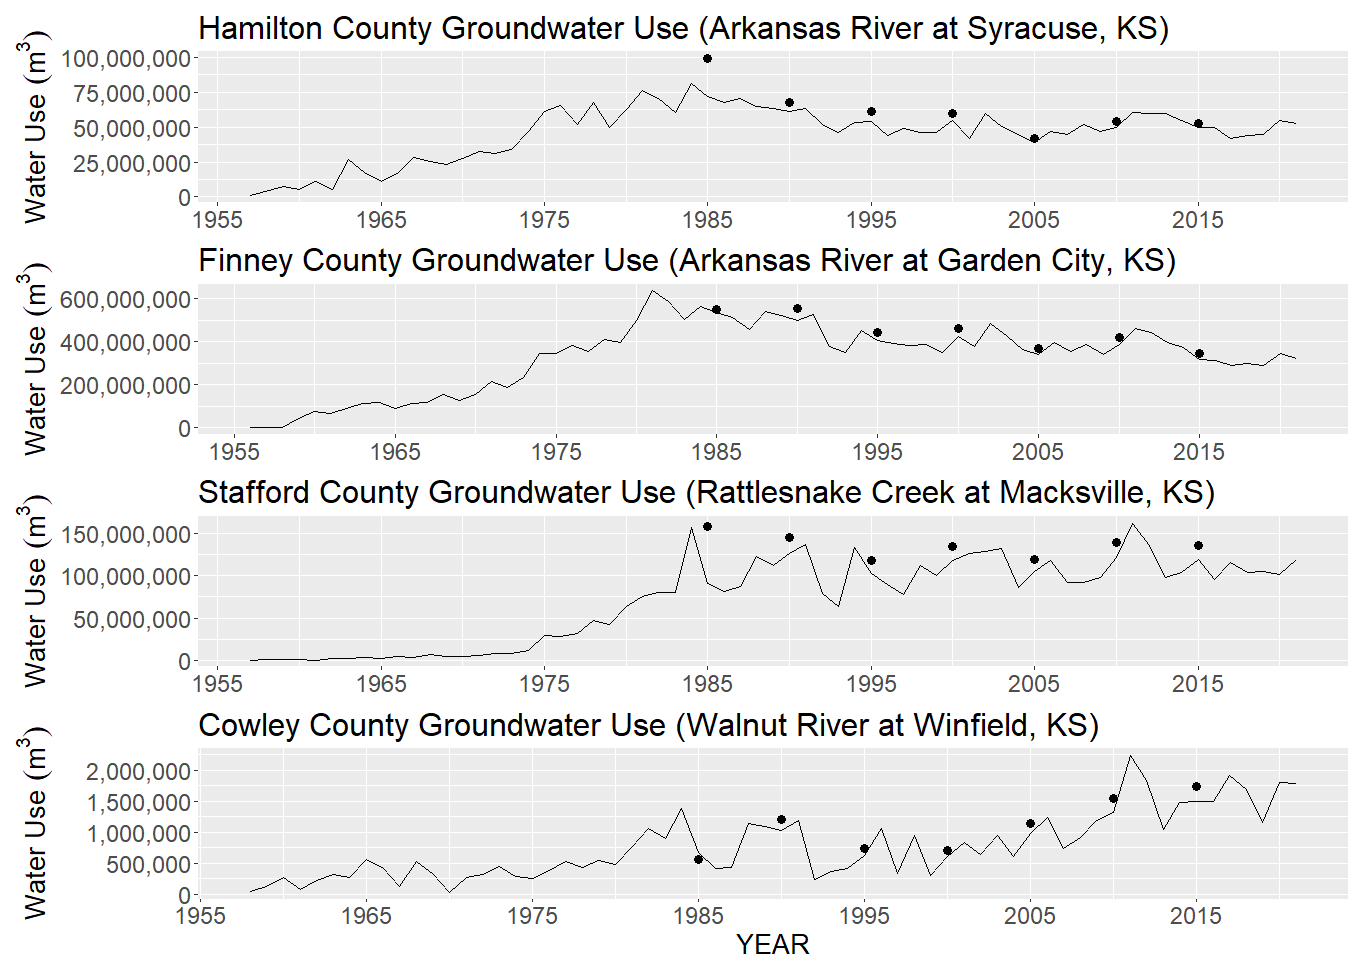 Hamilton County Groundwater Use (Arkansas River at Syracuse, KS)
Water Use (m³)
100,000,000
75,000,000
50,000,000
25,000,000
0
1955 1965 1975 1985 1995 2005 2015
Finney County Groundwater Use (Arkansas River at Garden City, KS)
Water Use (m³)
600,000,000
400,000,000
200,000,000
0
1955 1965 1975 1985 1995 2005 2015
Stafford County Groundwater Use (Rattlesnake Creek at Macksville, KS)
Water Use (m³)
150,000,000
100,000,000
50,000,000
0
1955 1965 1975 1985 1995 2005 2015
Cowley County Groundwater Use (Walnut River at Winfield, KS)
Water Use (m³)
2,000,000
1,500,000
1,000,000
500,000
0
1955 1965 1975 1985 1995 2005 2015
YEAR